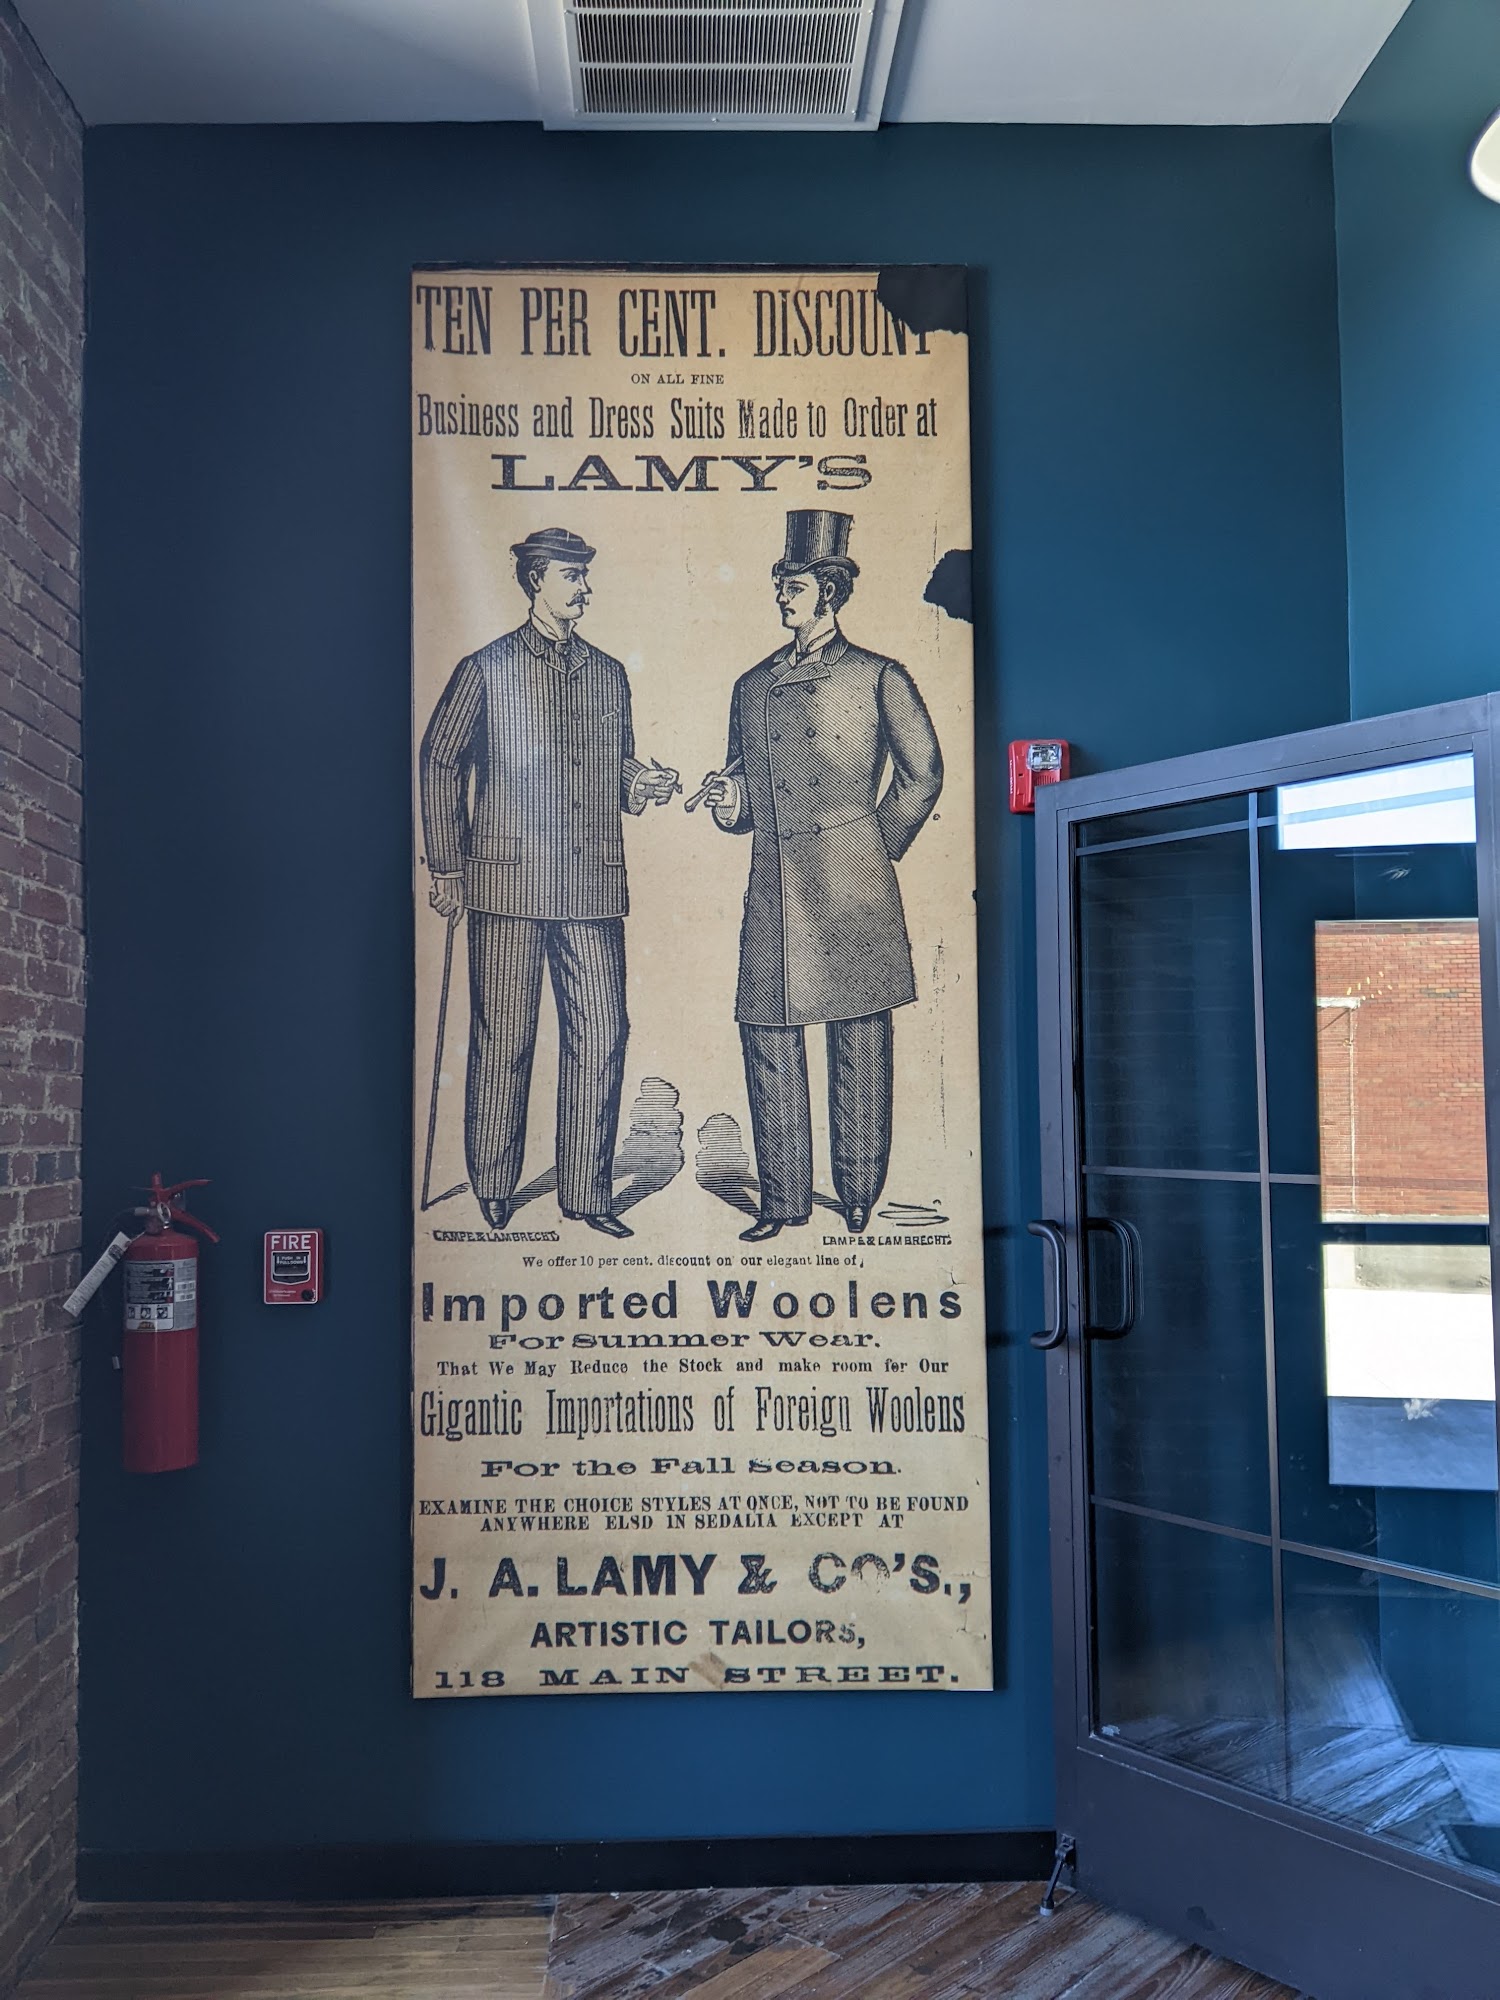 TEN PER CENT. DISCOUNT
ON ALL FINE
Business and Dress Suits Made to Order at
LAMY'S
CAMPE & LAMBRECHT.
LAMPE & LAMBRECHT.
We offer 10 per cent. discount on our elegant line of
Imported Woolens
For Summer Wear.
That We May Reduce the Stock and make room for Our
Gigantic Importations of Foreign Woolens
For the Fall Season.
EXAMINE THE CHOICE STYLES AT ONCE, NOT TO BE FOUND
ANYWHERE ELSD IN SEDALIA EXCEPT AT
J. A. LAMY & CO'S.,
ARTISTIC TAILORS,
118 MAIN STREET.
FIRE